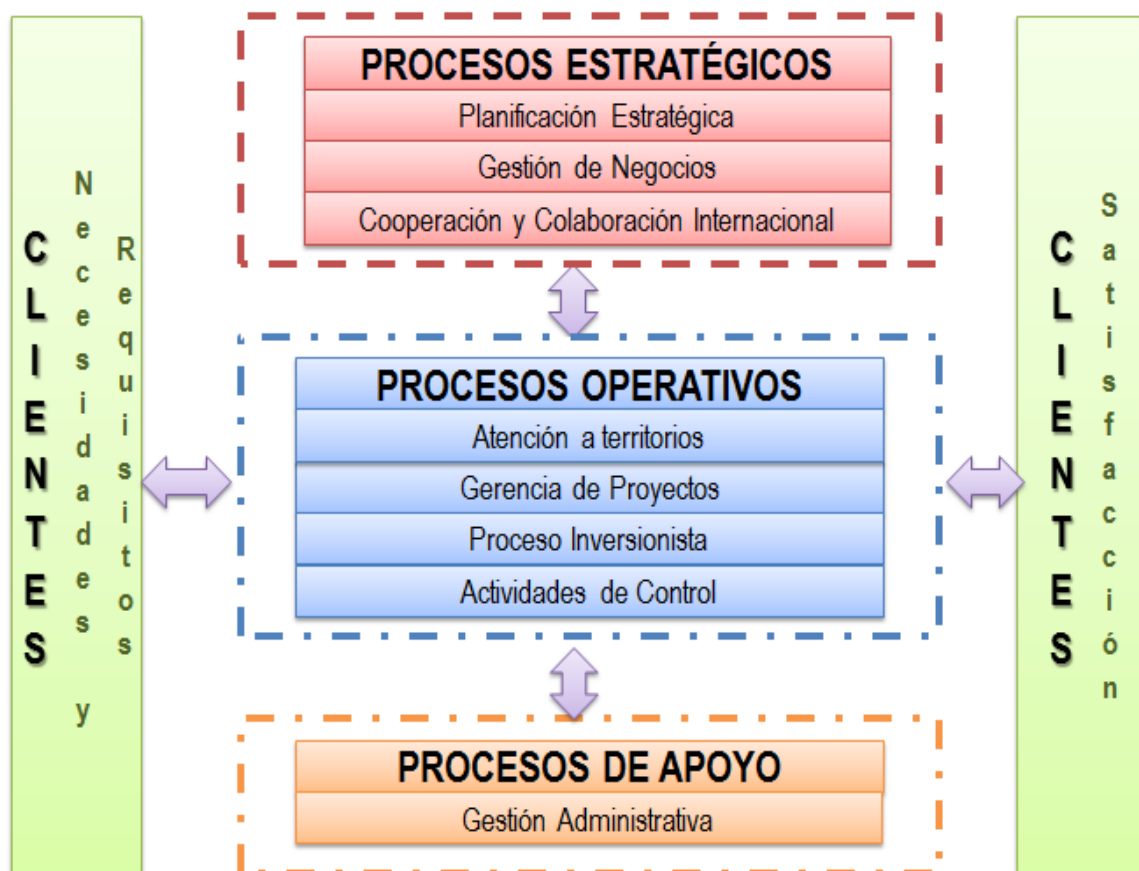 CLIENTES
Necesidades y
Requisitos
PROCESOS ESTRATÉGICOS
Planificación Estratégica
Gestión de Negocios
Cooperación y Colaboración Internacional
PROCESOS OPERATIVOS
Atención a territorios
Gerencia de Proyectos
Proceso Inversionista
Actividades de Control
PROCESOS DE APOYO
Gestión Administrativa
CLIENTES
Satisfacción